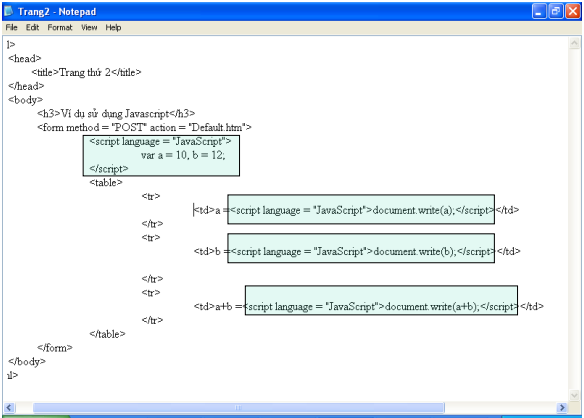 Trang2 - Notepad
File Edit Format View Help
l>
<head>
<title>Trang thứ 2</title>
</head>
<body>
<h3>Ví dụ sử dụng Javascript</h3>
<form method = "POST" action = "Default.htm">
<script language = "JavaScript">
var a = 10, b = 12;
</script>
<table>
<tr>
<td>a =<script language = "JavaScript">document.write(a);</script></td>
</tr>
<tr>
<td>b =<script language = "JavaScript">document.write(b);</script></td>
</tr>
<tr>
<td>a+b =<script language = "JavaScript">document.write(a+b);</script></td>
</tr>
</table>
</form>
</body>
l>